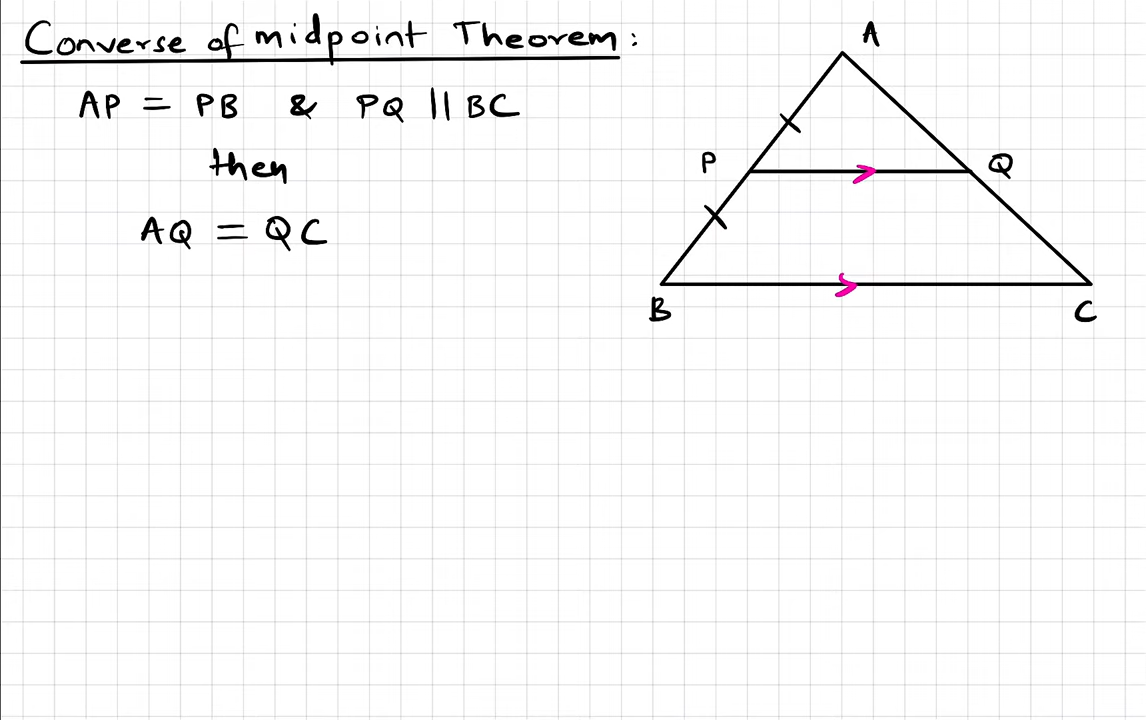 Converse of midpoint Theorem:
AP = PB & PQ || BC
then
AQ = QC
A
P
Q
B
C